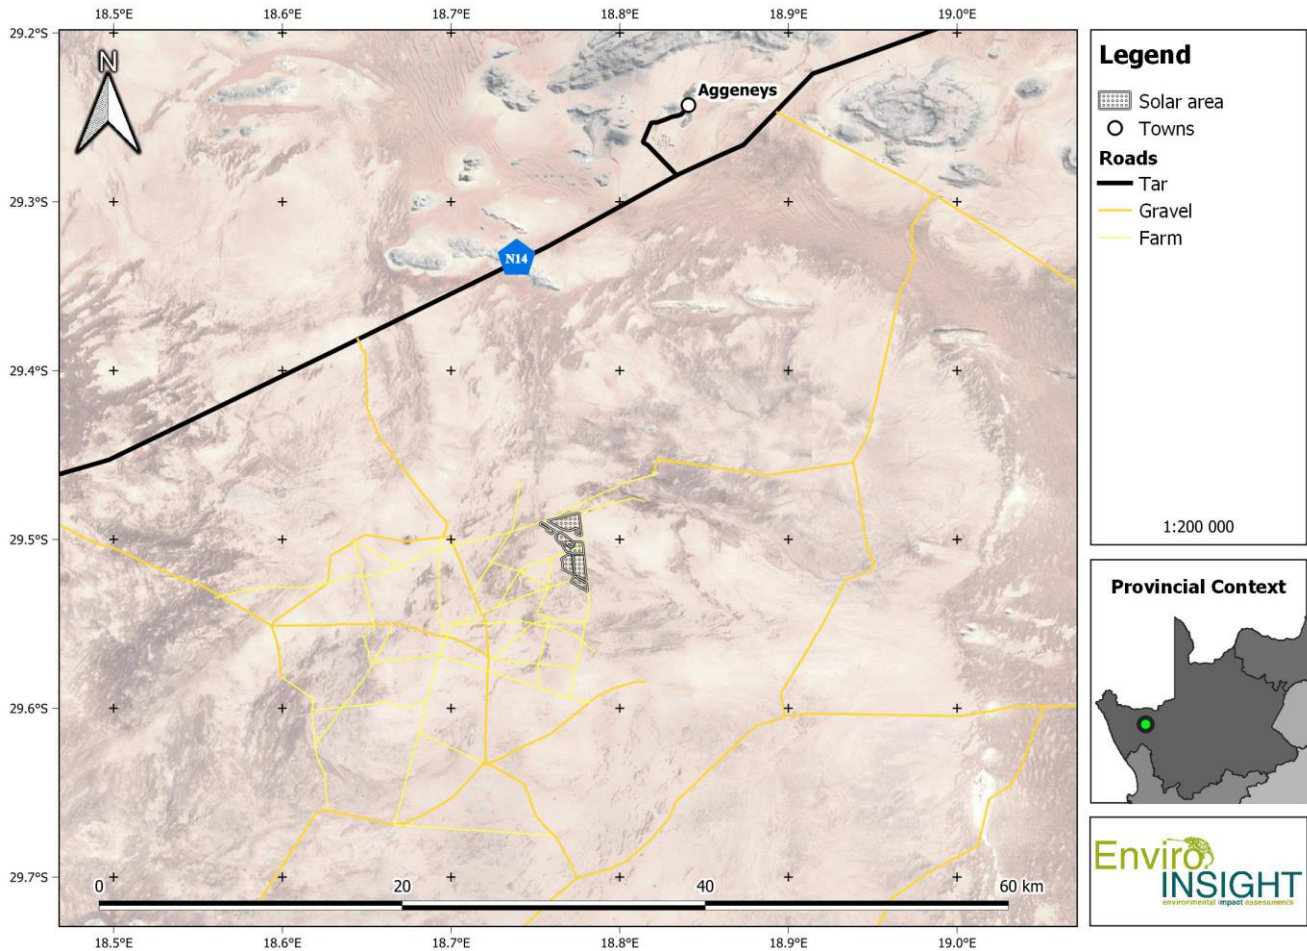 18.5°E 18.6°E 18.7°E 18.8°E 18.9°E 19.0°E
29.2°S
N
Aggeneys
29.3°S
N14
29.4°S
29.5°S
29.6°S
29.7°S
0 20 40 60 km
18.5°E 18.6°E 18.7°E 18.8°E 18.9°E 19.0°E
Legend
Solar area
Towns
Roads
Tar
Gravel
Farm
1:200 000
Provincial Context
Enviro
INSIGHT
environmental impact assessments